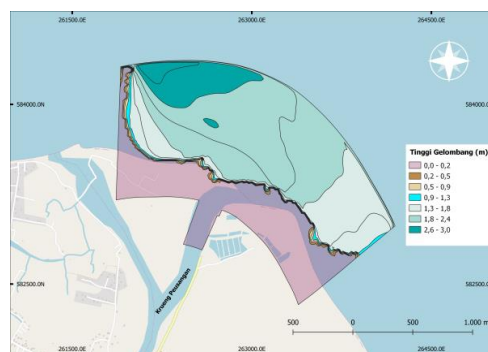 261500.0E
263000.0E
264500.0E
584000.0N
584000.0N
Tinggi Gelombang (m)
0,0 - 0,2
0,2 - 0,5
0,5 - 0,9
0,9 - 1,3
1,3 - 1,8
1,8 - 2,4
2,6 - 3,0
Krueng Peusangan
582500.0N
582500.0N
500
0
500
1.000 m
261500.0E
263000.0E
264500.0E